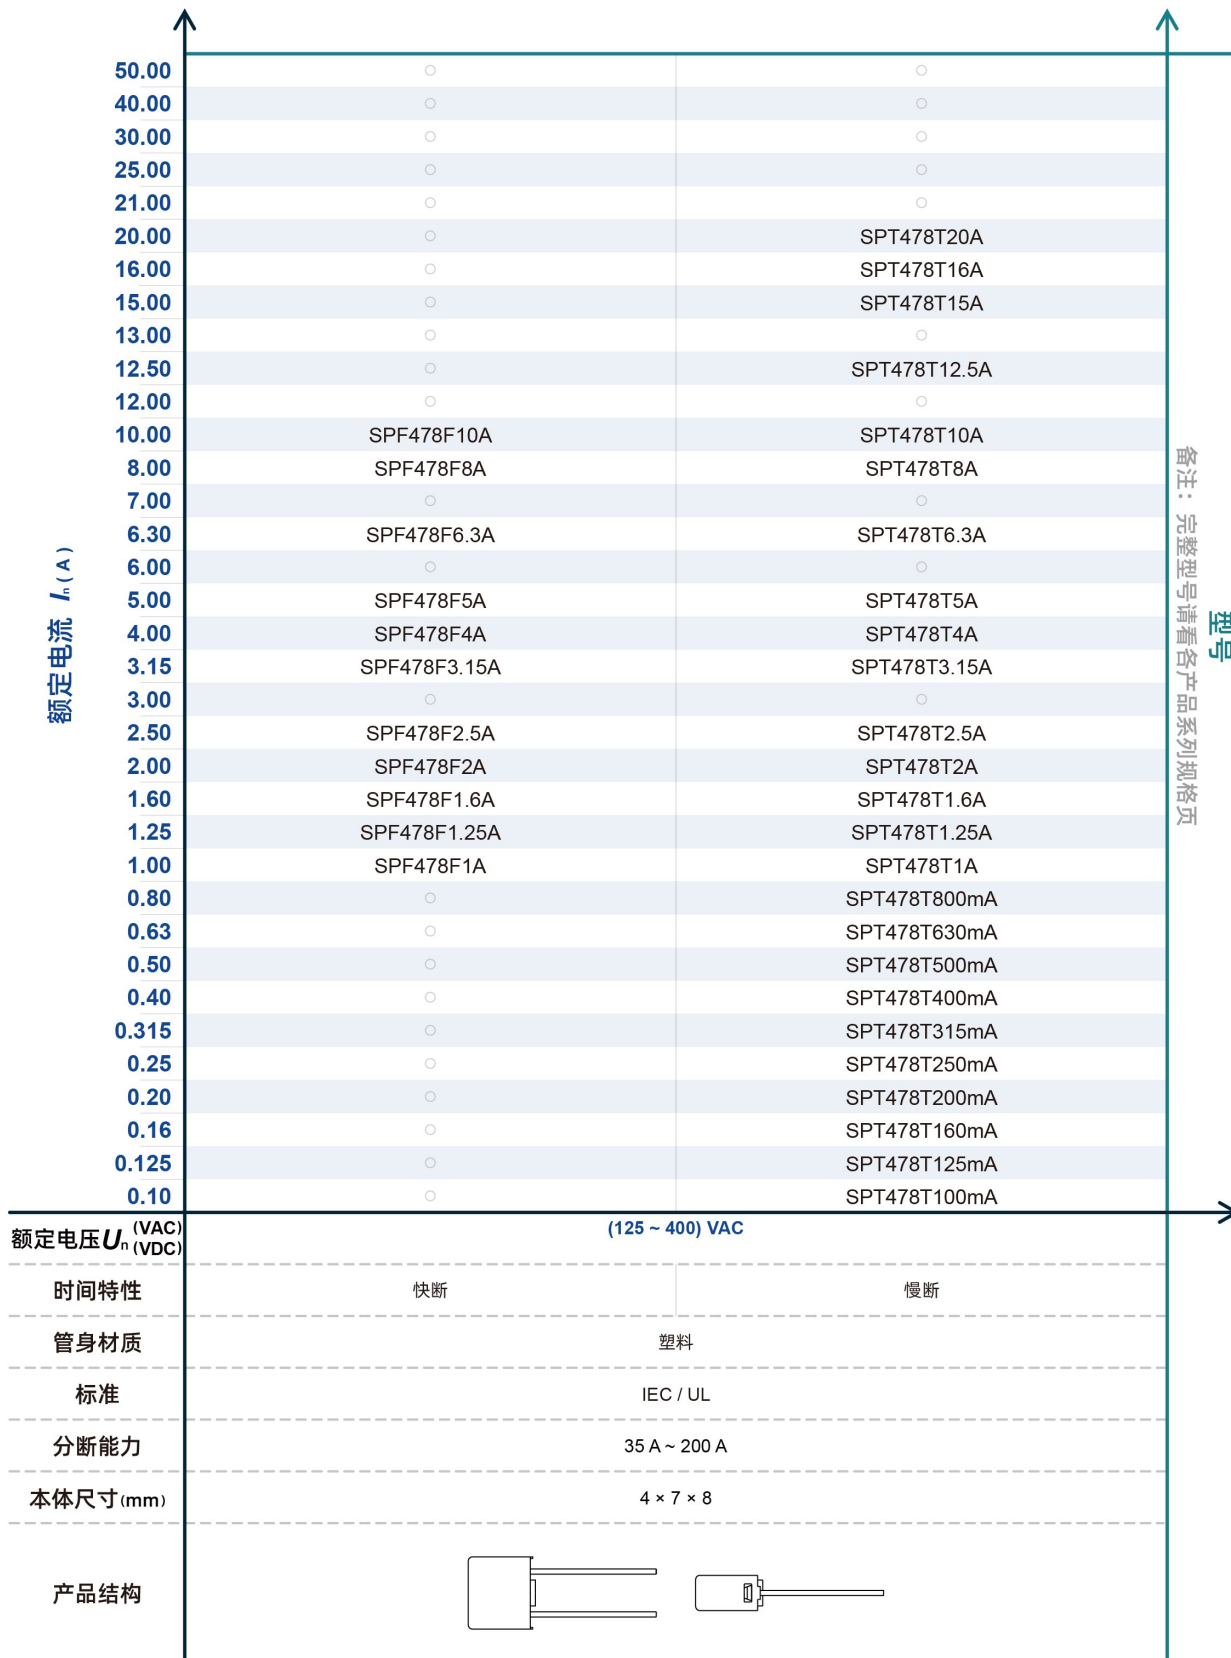 50.00 ○ ○
40.00 ○ ○
30.00 ○ ○
25.00 ○ ○
21.00 ○ ○
20.00 ○ SPT478T20A
16.00 ○ SPT478T16A
15.00 ○ SPT478T15A
13.00 ○ ○
12.50 ○ SPT478T12.5A
12.00 ○ ○
10.00 SPF478F10A SPT478T10A
8.00 SPF478F8A SPT478T8A
7.00 ○ ○
6.30 SPF478F6.3A SPT478T6.3A
6.00 ○ ○
5.00 SPF478F5A SPT478T5A
4.00 SPF478F4A SPT478T4A
3.15 SPF478F3.15A SPT478T3.15A
3.00 ○ ○
2.50 SPF478F2.5A SPT478T2.5A
2.00 SPF478F2A SPT478T2A
1.60 SPF478F1.6A SPT478T1.6A
1.25 SPF478F1.25A SPT478T1.25A
1.00 SPF478F1A SPT478T1A
0.80 ○ SPT478T800mA
0.63 ○ SPT478T630mA
0.50 ○ SPT478T500mA
0.40 ○ SPT478T400mA
0.315 ○ SPT478T315mA
0.25 ○ SPT478T250mA
0.20 ○ SPT478T200mA
0.16 ○ SPT478T160mA
0.125 ○ SPT478T125mA
0.10 ○ SPT478T100mA
额定电流 In ( A )
备注：完整型号请看各产品系列规格页
型号
额定电压Un (VAC) (VDC) (125 ~ 400) VAC
时间特性 快断 慢断
管身材质 塑料
标准 IEC / UL
分断能力 35 A ~ 200 A
本体尺寸(mm) 4 × 7 × 8
产品结构